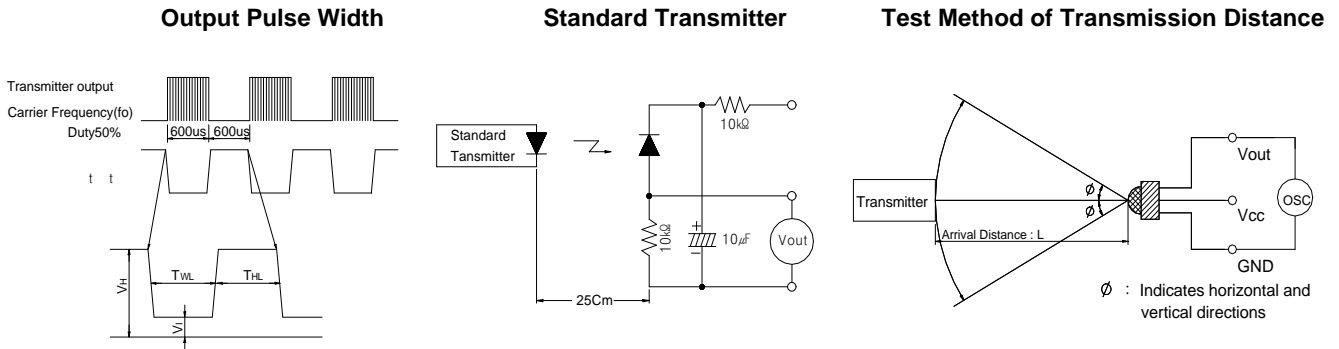 Output Pulse Width
Transmitter output
Carrier Frequency(fo)
Duty50%
600us 600us
t t
TWL THL
VH
VI
Standard Transmitter
Standard
Tansmitter
10kΩ
10kΩ
+
10μF
Vout
25Cm
Test Method of Transmission Distance
Transmitter
ϕ
ϕ
Arrival Distance : L
Vout
Vcc
OSC
GND
ϕ : Indicates horizontal and
vertical directions